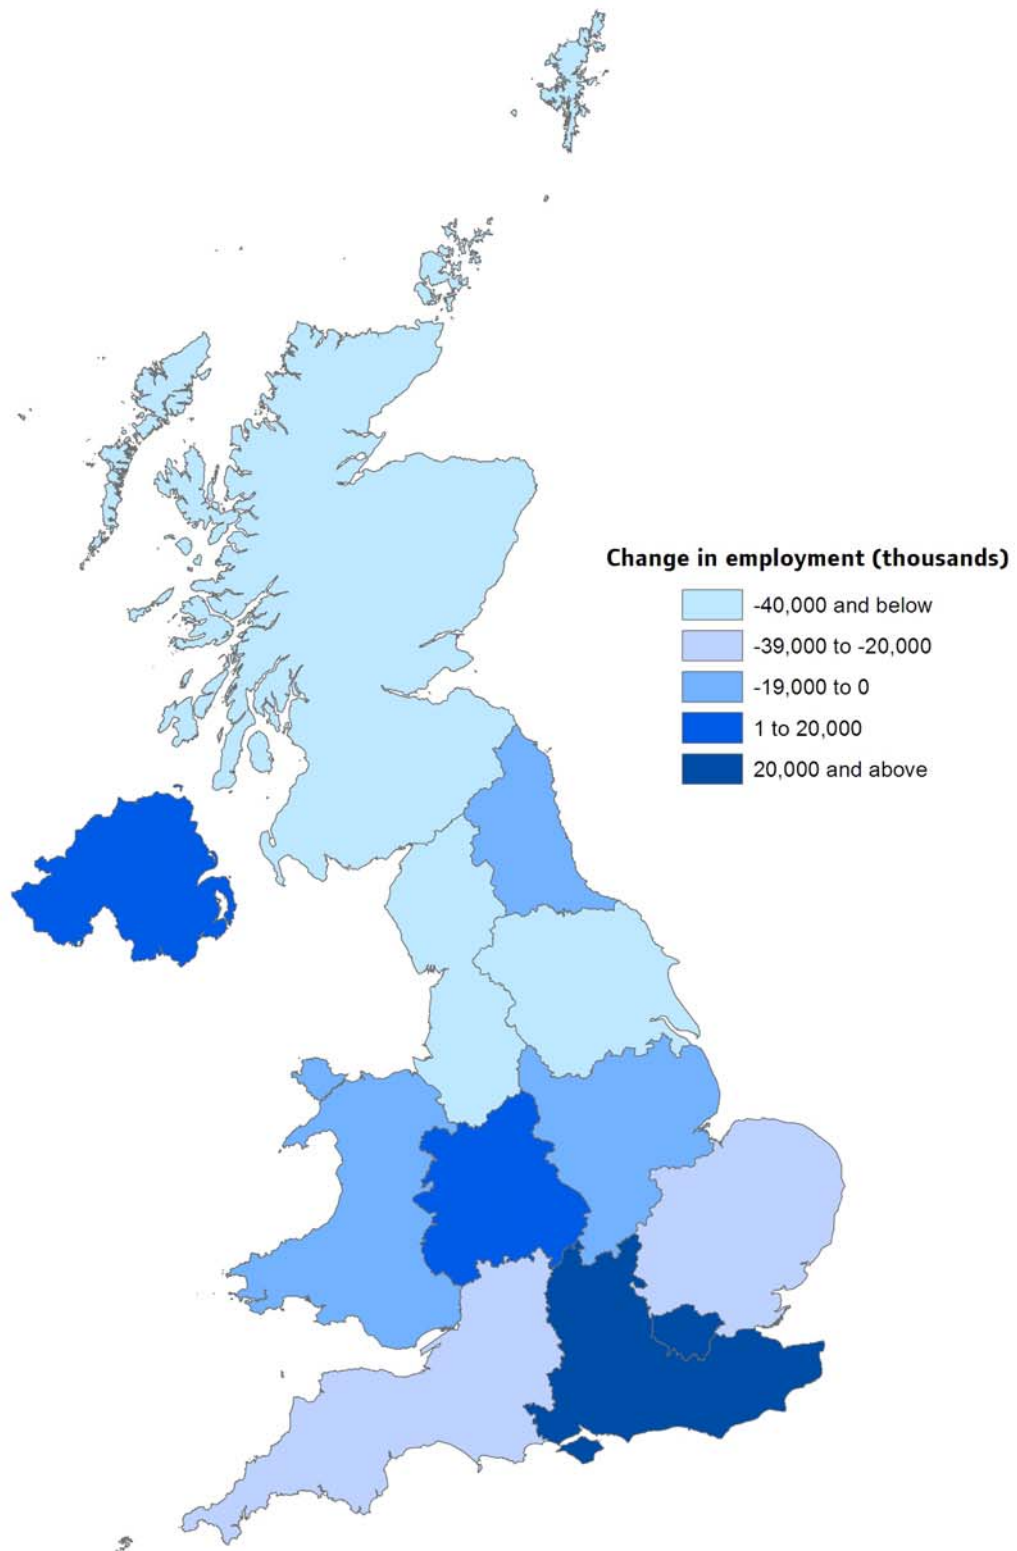 Change in employment (thousands)
-40,000 and below
-39,000 to -20,000
-19,000 to 0
1 to 20,000
20,000 and above